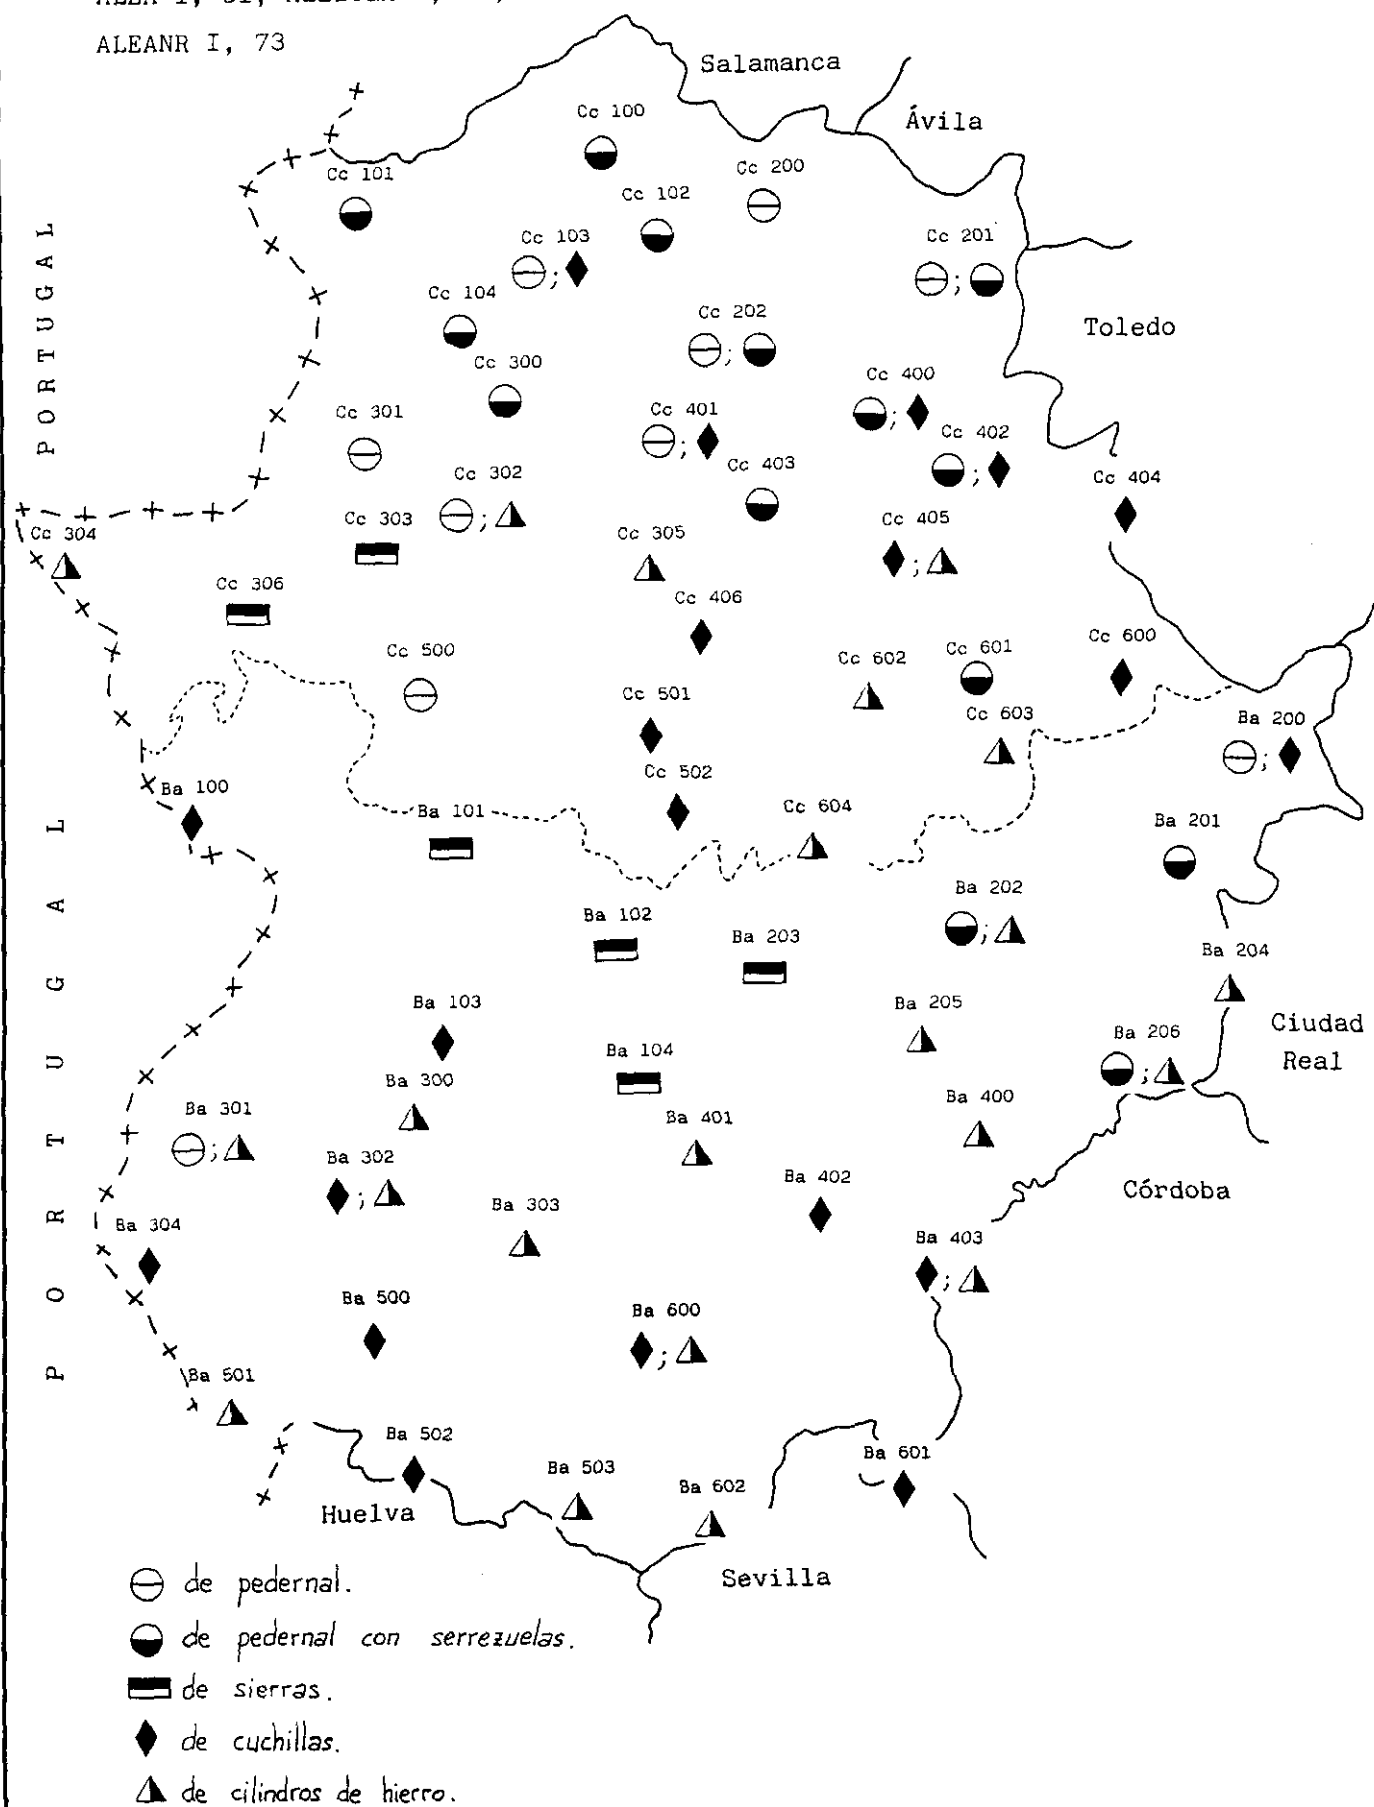 ALEANR I, 73
Salamanca
Ávila
Cc 100
Cc 200
Cc 101
Cc 102
Cc 103
;
Cc 201
;
PORTUGAL
Cc 104
Cc 202
;
Toledo
Cc 300
Cc 400
;
Cc 301
Cc 401
;
Cc 402
;
Cc 302
;
Cc 403
Cc 404
Cc 303
Cc 405
;
Cc 304
Cc 305
Cc 306
Cc 406
Cc 500
Cc 602
Cc 601
Cc 600
Cc 501
Cc 603
Ba 200
;
Cc 502
Ba 100
Ba 101
Cc 604
Ba 201
PORTUGAL
Ba 102
Ba 203
Ba 202
;
Ba 204
Ba 103
Ba 205
Ciudad
Real
Ba 104
Ba 206
;
Ba 300
Ba 301
;
Ba 401
Ba 400
Ba 302
;
Ba 402
Córdoba
Ba 303
Ba 304
Ba 403
;
Ba 500
Ba 600
;
Ba 501
Ba 502
Ba 503
Ba 602
Ba 601
Huelva
Sevilla
de pedernal.
de pedernal con serrezuelas.
de sierras.
de cuchillas.
de cilindros de hierro.